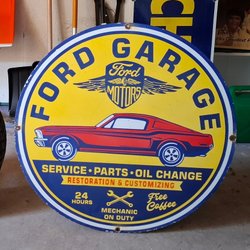 FORD GARAGE
Ford
MOTORS
SERVICE • PARTS • OIL CHANGE
RESTORATION & CUSTOMIZING
24
HOURS
MECHANIC
ON DUTY
Free
Coffee